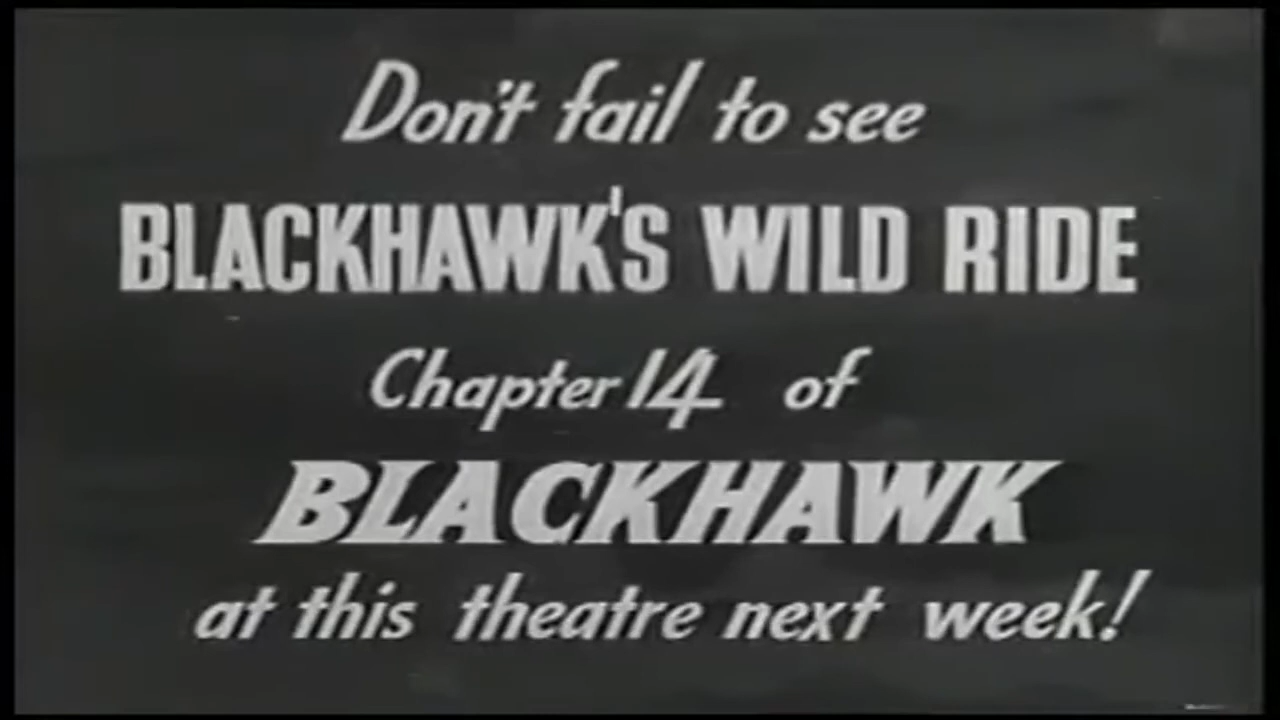 Don't fail to see
BLACKHAWK'S WILD RIDE
Chapter 14 of
BLACKHAWK
at this theatre next week!